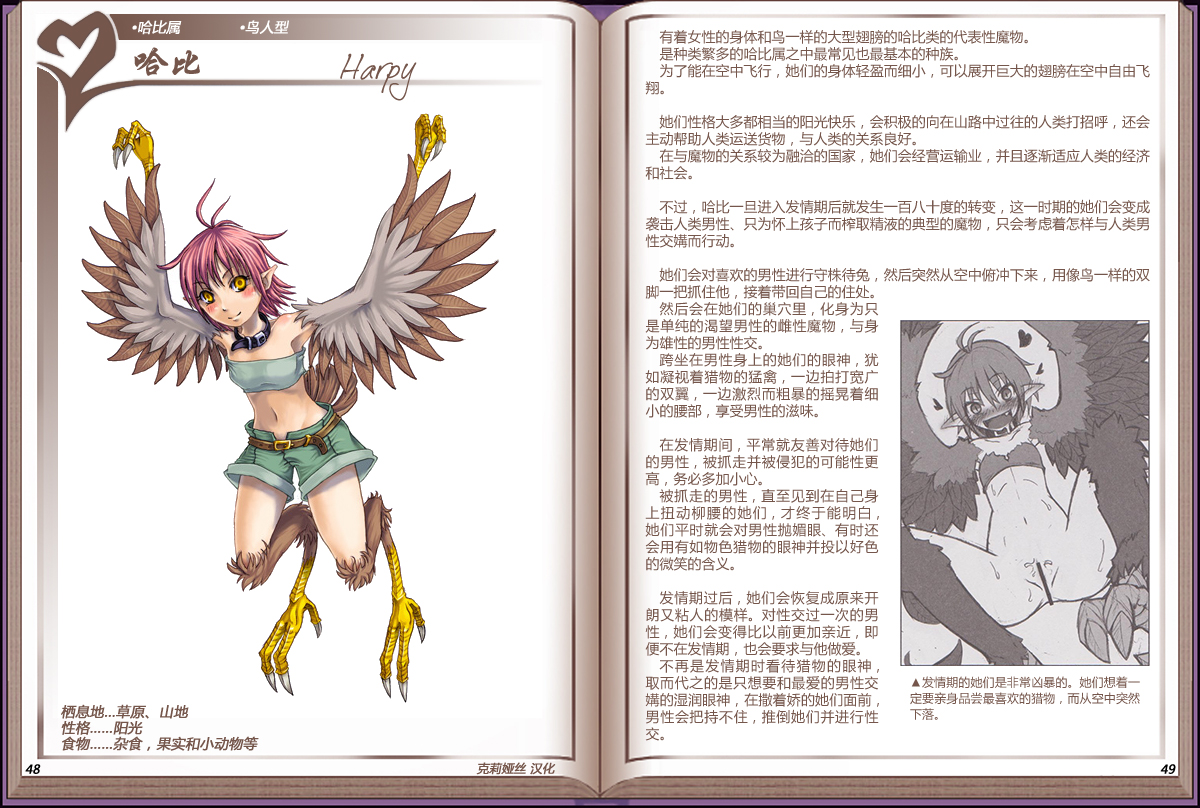 •哈比属
•鸟人型
哈比
Harpy
栖息地...草原、山地
性格......阳光
食物......杂食，果实和小动物等
48
克莉娅丝 汉化
有着女性的身体和鸟一样的大型翅膀的哈比类的代表性魔物。
是种类繁多的哈比属之中最常见也最基本的种族。
为了能在空中飞行，她们的身体轻盈而细小，可以展开巨大的翅膀在空中自由飞
翔。
她们性格大多都相当的阳光快乐，会积极的向在山路中过往的人类打招呼，还会
主动帮助人类运送货物，与人类的关系良好。
在与魔物的关系较为融洽的国家，她们会经营运输业，并且逐渐适应人类的经济
和社会。
不过，哈比一旦进入发情期后就发生一百八十度的转变，这一时期的她们会变成
袭击人类男性、只为怀上孩子而榨取精液的典型的魔物，只会考虑着怎样与人类男
性交媾而行动。
她们会对喜欢的男性进行守株待兔，然后突然从空中俯冲下来，用像鸟一样的双
脚一把抓住他，接着带回自己的住处。
然后会在她们的巢穴里，化身为只
是单纯的渴望男性的雌性魔物，与身
为雄性的男性性交。
跨坐在男性身上的她们的眼神，犹
如凝视着猎物的猛禽，一边拍打宽广
的双翼，一边激烈而粗暴的摇晃着细
小的腰部，享受男性的滋味。
在发情期间，平常就友善对待她们
的男性，被抓走并被侵犯的可能性更
高，务必多加小心。
被抓走的男性，直至见到在自己身
上扭动柳腰的她们，才终于能明白，
她们平时就会对男性抛媚眼、有时还
会用有如物色猎物的眼神并投以好色
的微笑的含义。
发情期过后，她们会恢复成原来开
朗又粘人的模样。对性交过一次的男
性，她们会变得比以前更加亲近，即
便不在发情期，也会要求与他做爱。
不再是发情期时看待猎物的眼神，
取而代之的是只想要和最爱的男性交
媾的湿润眼神，在撒着娇的她们面前，
男性会把持不住，推倒她们并进行性
交。
▲发情期的她们是非常凶暴的。她们想着一
定要亲身品尝最喜欢的猎物，而从空中突然
下落。
49